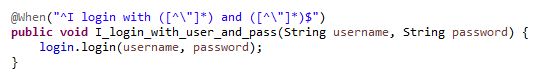 @When("^I login with ([^\"]*) and ([^\"]*)$")
public void I_login_with_user_and_pass(String username, String password) {
    login.login(username, password);
}